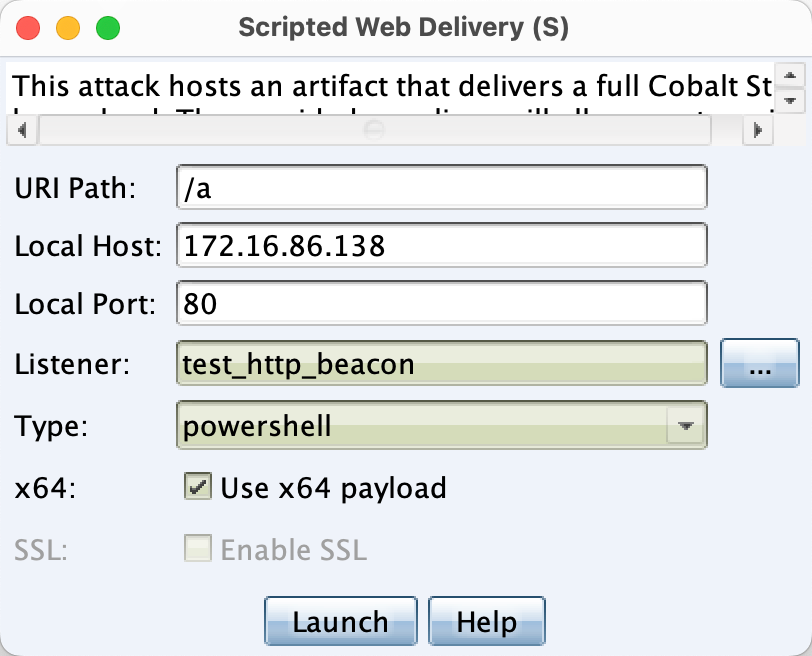 Scripted Web Delivery (S)
This attack hosts an artifact that delivers a full Cobalt St
URI Path: /a
Local Host: 172.16.86.138
Local Port: 80
Listener: test_http_beacon ...
Type: powershell
x64: Use x64 payload
SSL: Enable SSL
Launch Help